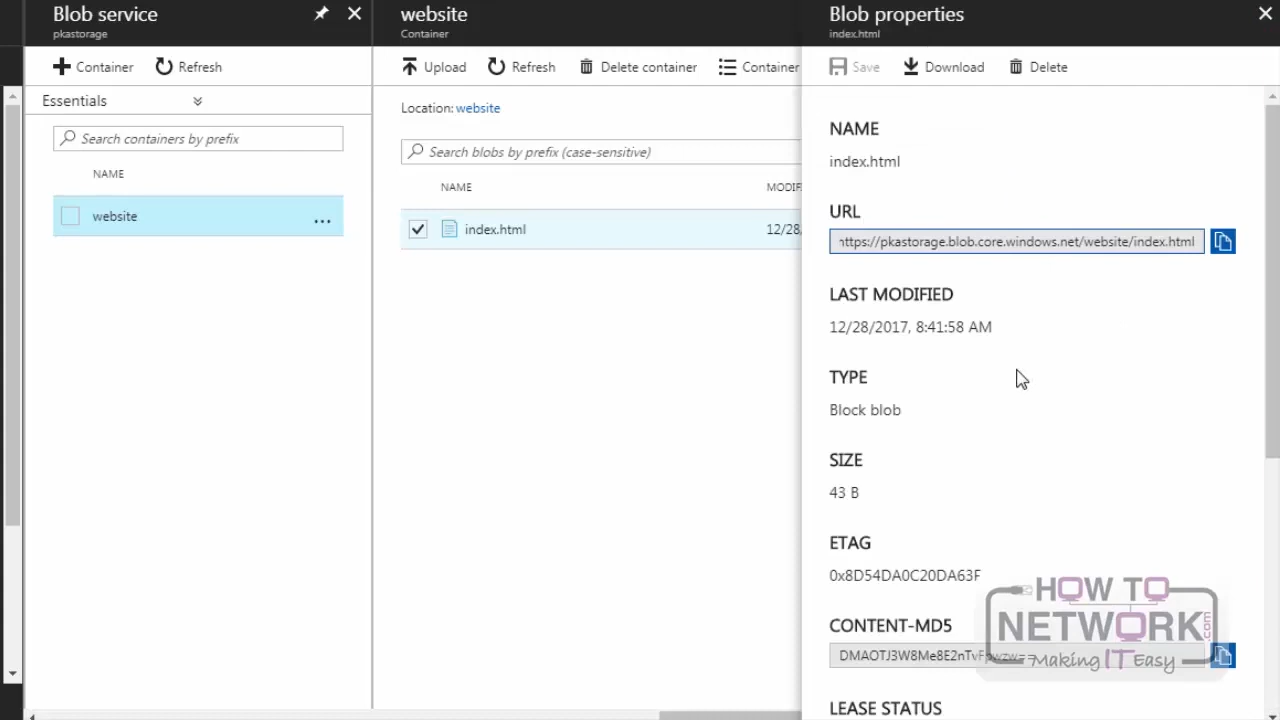 Blob service
pkastorage
Container
Refresh
Essentials
Search containers by prefix
NAME
website
...
website
Container
Upload
Refresh
Delete container
Container
Location: website
Search blobs by prefix (case-sensitive)
NAME
index.html
12/28/
Blob properties
index.html
Save
Download
Delete
NAME
index.html
URL
https://pkastorage.blob.core.windows.net/website/index.html
LAST MODIFIED
12/28/2017, 8:41:58 AM
TYPE
Block blob
SIZE
43 B
ETAG
0x8D54DA0C20DA63F
CONTENT-MD5
LEASE STATUS
HOW TO
NETWORK.com
Making IT Easy